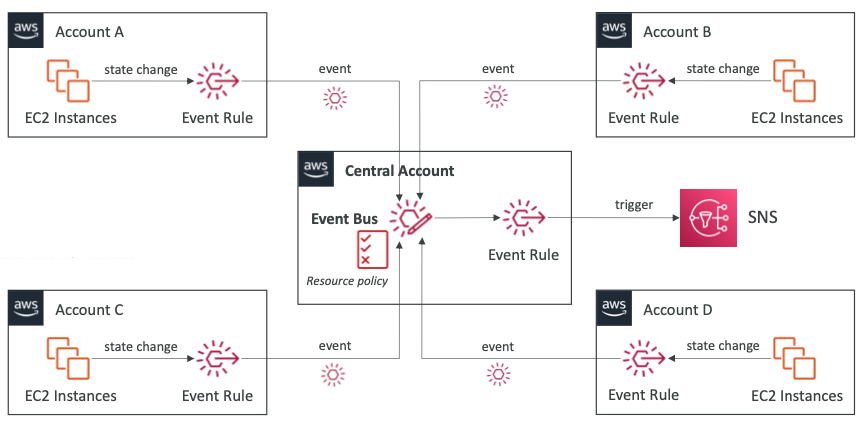 aws
Account A
state change
EC2 Instances
Event Rule
event
aws
Account B
event
state change
Event Rule
EC2 Instances
aws
Central Account
Event Bus
Resource policy
Event Rule
trigger
SNS
aws
Account C
state change
EC2 Instances
Event Rule
event
aws
Account D
event
state change
Event Rule
EC2 Instances